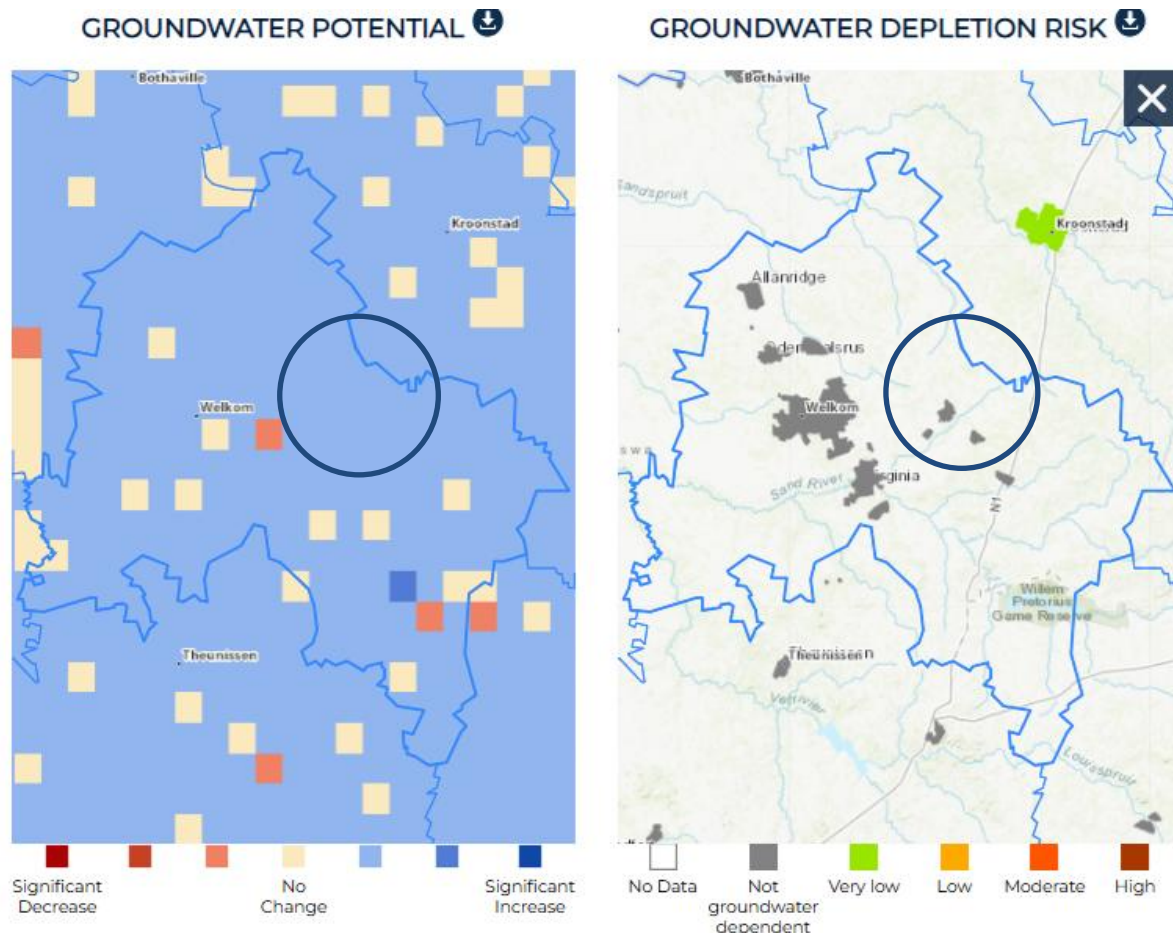 GROUNDWATER POTENTIAL
Bothaville
Kroonstad
Welkom
Theunissen
Significant
Decrease
No
Change
Significant
Increase
GROUNDWATER DEPLETION RISK
Bothaville
Sandspruit
Kroonstad
Allanridge
Welkom
Sand River
N1
Willem
Pretorius
Game Reserve
Theunissen
No Data
Not
groundwater
dependent
Very low
Low
Moderate
High